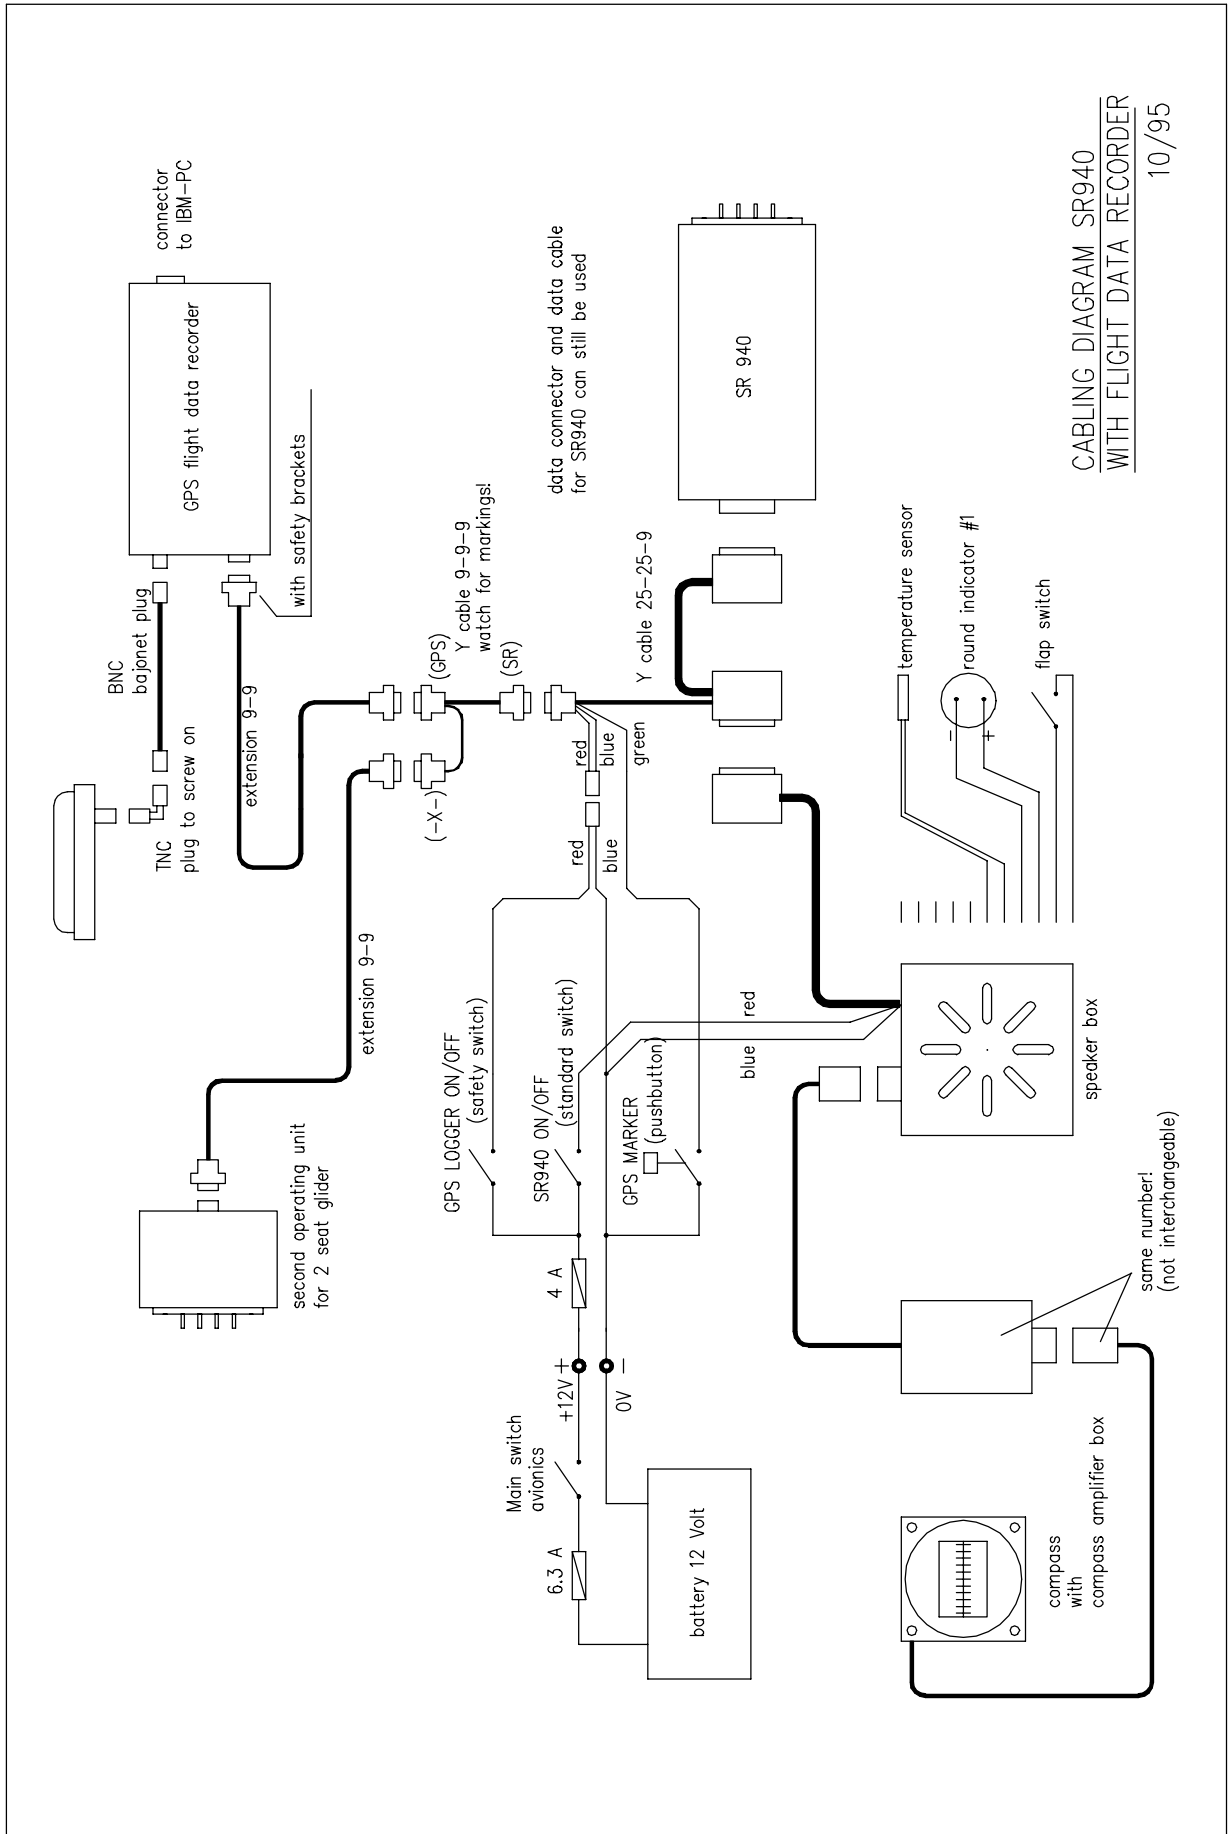 connector
to IBM-PC
GPS flight data recorder
with safety brackets
BNC
bajonet plug
TNC
plug to screw on
extension 9-9
extension 9-9
second operating unit
for 2 seat glider
(GPS)
Y cable 9-9-9
watch for markings!
(SR)
(-X-)
data connector and data cable
for SR940 can still be used
SR 940
Y cable 25-25-9
red
blue
green
red
blue
GPS LOGGER ON/OFF
(safety switch)
SR940 ON/OFF
(standard switch)
GPS MARKER
(pushbutton)
blue
red
4 A
+12V
+
0V
-
Main switch
avionics
6.3 A
battery 12 Volt
temperature sensor
round indicator #1
-
+
flap switch
speaker box
same number!
(not interchangeable)
compass
with
compass amplifier box
CABLING DIAGRAM SR940
WITH FLIGHT DATA RECORDER
10/95